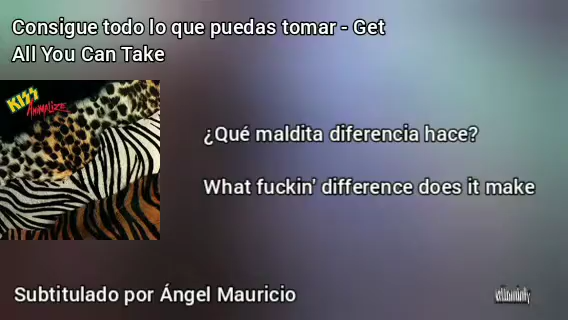 Consigue todo lo que puedas tomar - Get
All You Can Take
KISS
ANIMALIZE
¿Qué maldita diferencia hace?
What fuckin' difference does it make
Subtitulado por Ángel Mauricio